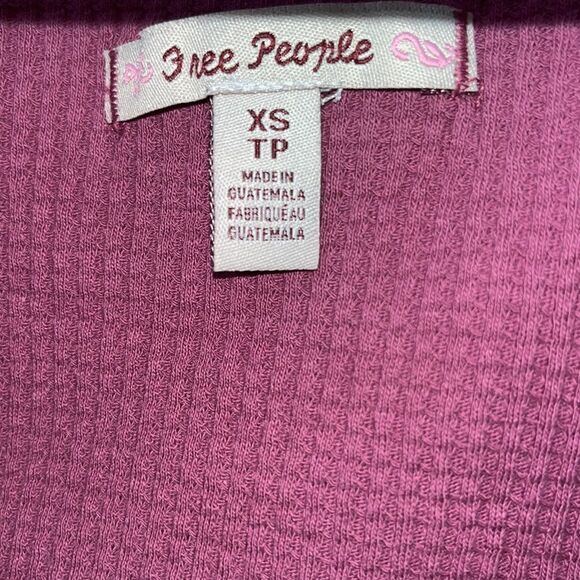 Free People
XS
TP
MADE IN
GUATEMALA
FABRIQUÉ AU
GUATEMALA